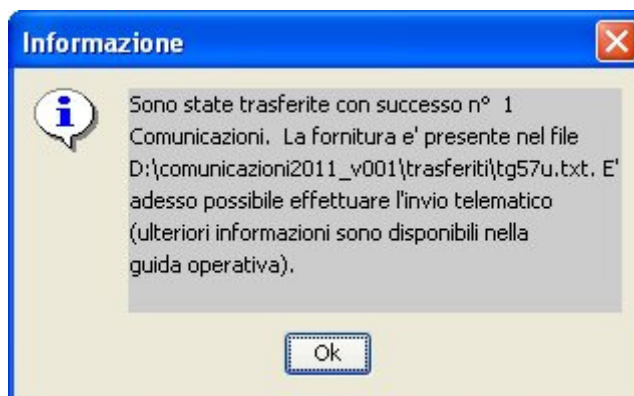 Informazione
Sono state trasferite con successo n° 1
Comunicazioni. La fornitura e' presente nel file
D:\comunicazioni2011_v001\trasferiti\tg57u.txt. E'
adesso possibile effettuare l'invio telematico
(ulteriori informazioni sono disponibili nella
guida operativa).
Ok